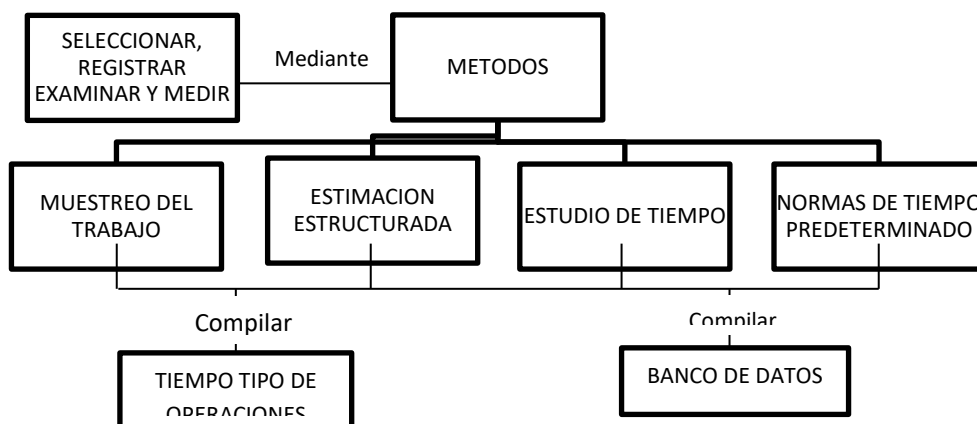 SELECCIONAR,
REGISTRAR
EXAMINAR Y MEDIR
Mediante
METODOS
MUESTREO DEL
TRABAJO
ESTIMACION
ESTRUCTURADA
ESTUDIO DE TIEMPO
NORMAS DE TIEMPO
PREDETERMINADO
Compilar
Compilar
TIEMPO TIPO DE
OPERACIONES
BANCO DE DATOS